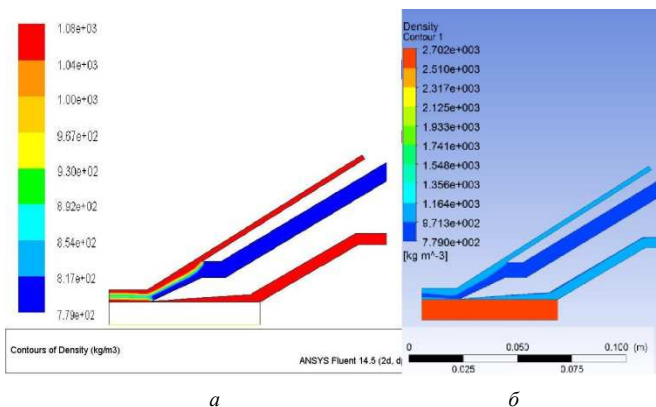 1.08e+03
1.04e+03
1.00e+03
9.67e+02
9.30e+02
8.92e+02
8.54e+02
8.17e+02
7.79e+02
Contours of Density (kg/m3)
ANSYS Fluent 14.5 (2d, d
а
Density
Contour 1
2.702e+003
2.510e+003
2.317e+003
2.125e+003
1.933e+003
1.741e+003
1.548e+003
1.356e+003
1.164e+003
9.713e+002
7.790e+002
[kg m^-3]
0 0.050 0.100 (m)
0.025 0.075
б